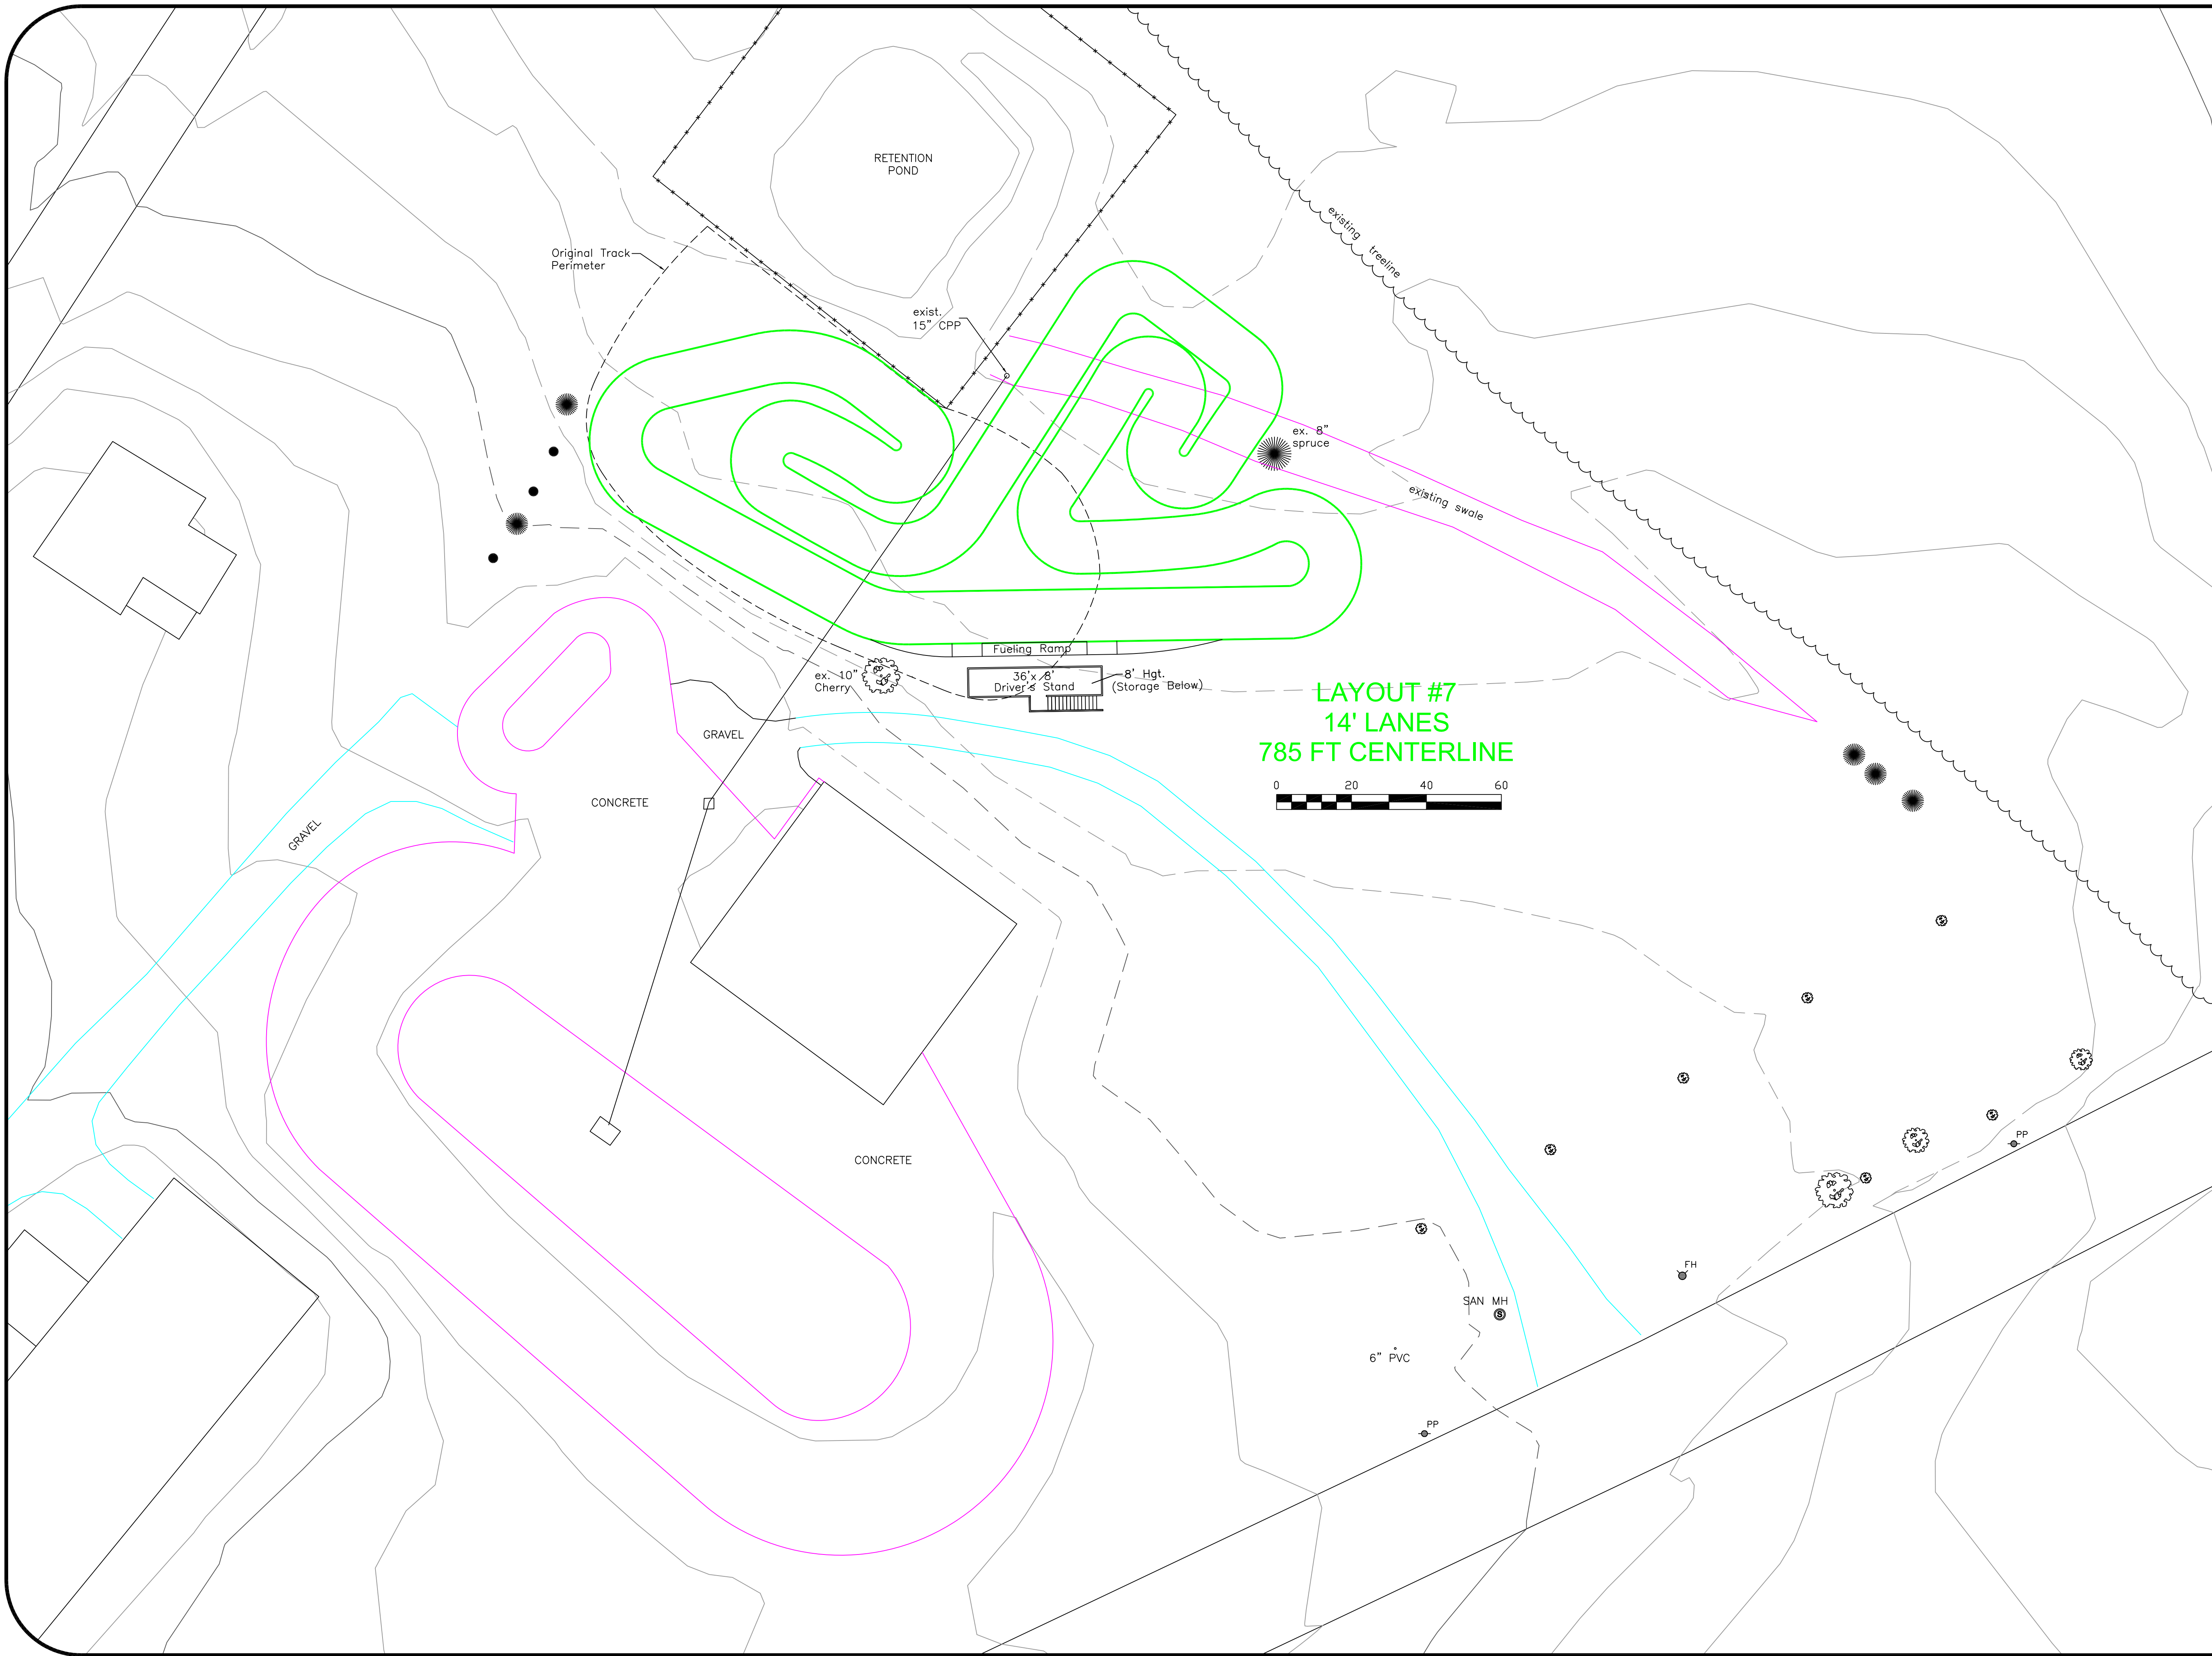 RETENTION
POND
existing treeline
Original Track
Perimeter
exist.
15" CPP
ex. 8"
spruce
existing swale
Fueling Ramp
36'x 8'
Driver's Stand
8' Hgt.
(Storage Below)
ex. 10"
Cherry
LAYOUT #7
14' LANES
785 FT CENTERLINE
0 20 40 60
GRAVEL
CONCRETE
GRAVEL
CONCRETE
PP
FH
SAN MH
S
6" PVC
PP